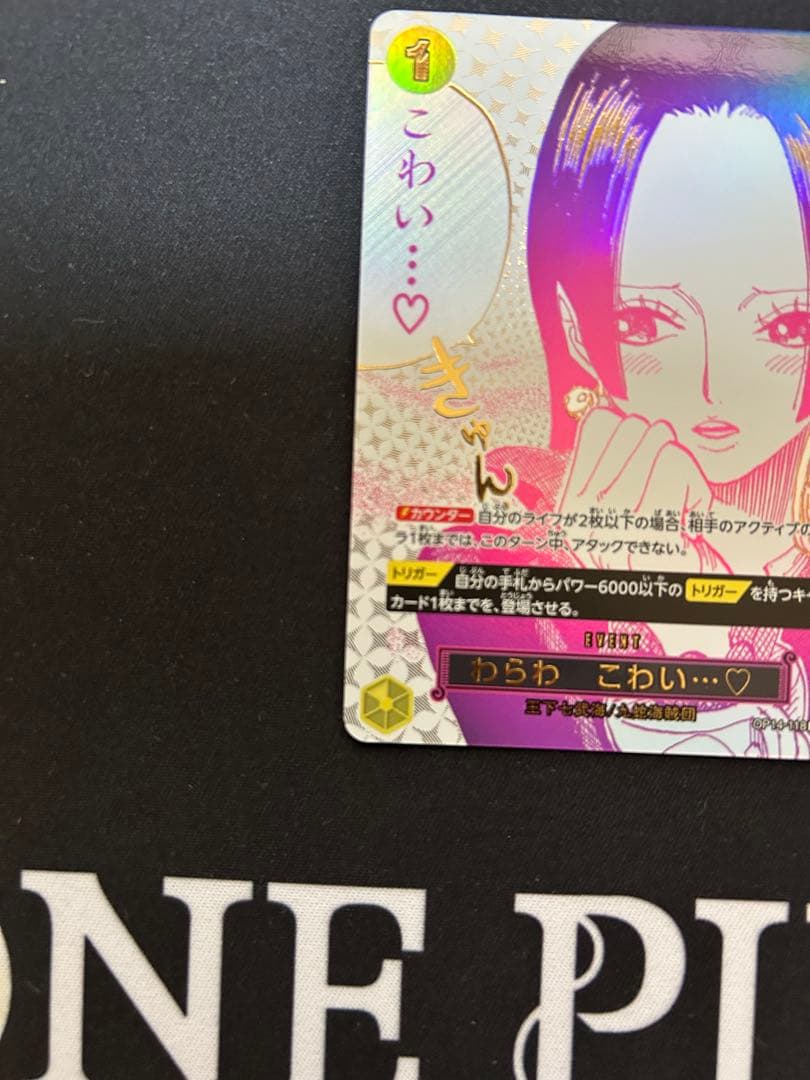 1
こわい…♡
きゅん
カウンター 自分のライフが2枚以下の場合、相手のアクティブの
ラ1枚までは、このターン中、アタックできない。
トリガー 自分の手札からパワー6000以下の トリガー を持つキ
カード1枚までを、登場させる。
EVENT
わらわ こわい…♡
王下七武海/九蛇海賊団
OP14-118
ONE PI